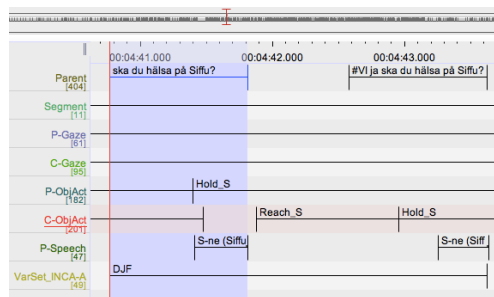 00:04:41.000 00:04:42.000 00:04:43.000
Parent [404] ska du hälsa på Siffu? #VI ja ska du hälsa på Siffu?
Segment [11]
P-Gaze [61]
C-Gaze [95]
P-ObjAct [182] Hold_S
C-ObjAct [201] Reach_S Hold_S
P-Speech [47] S-ne (Siffu S-ne (Siff
VarSet_INCA-A [49] DJF